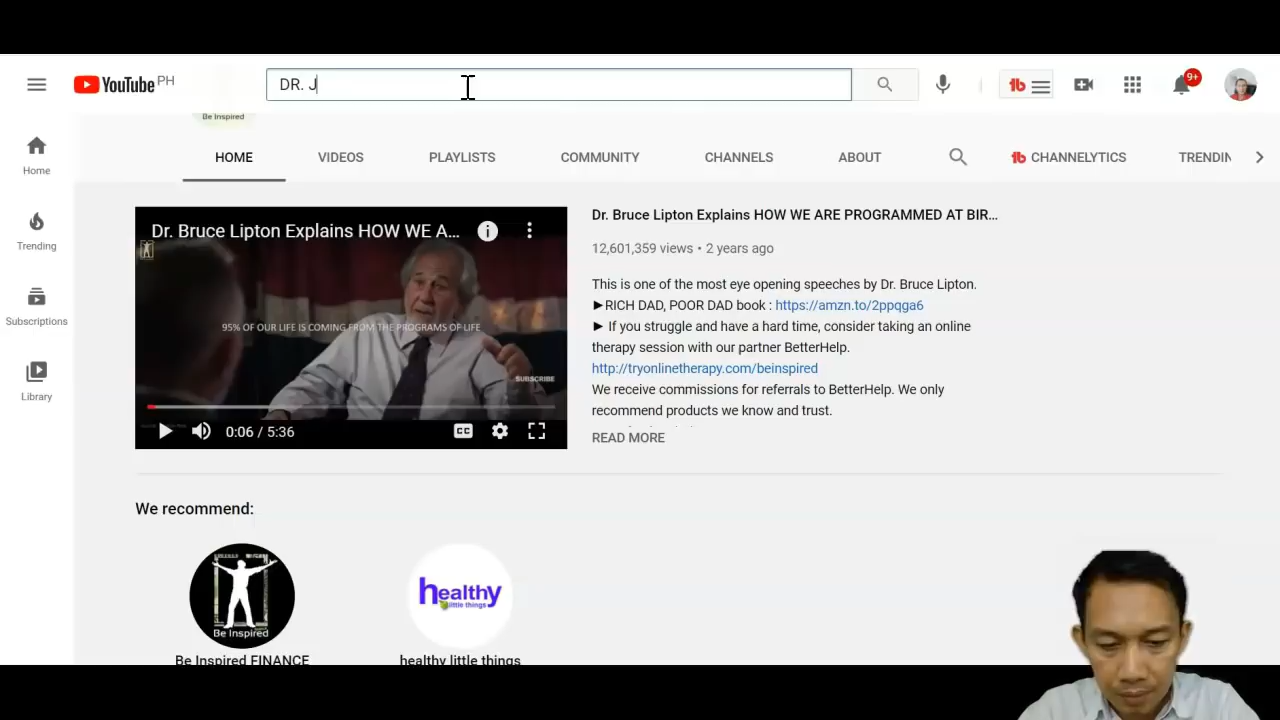 YouTube PH
DR. J
9+
Be Inspired
HOME VIDEOS PLAYLISTS COMMUNITY CHANNELS ABOUT CHANNELYTICS TRENDIN
Home
Trending
Subscriptions
Library
Dr. Bruce Lipton Explains HOW WE A...
95% OF OUR LIFE IS COMING FROM THE PROGRAMS OF LIFE
SUBSCRIBE
0:06 / 5:36
CC
Dr. Bruce Lipton Explains HOW WE ARE PROGRAMMED AT BIR...
12,601,359 views • 2 years ago
This is one of the most eye opening speeches by Dr. Bruce Lipton.
►RICH DAD, POOR DAD book : https://amzn.to/2ppqga6
► If you struggle and have a hard time, consider taking an online
therapy session with our partner BetterHelp.
http://tryonlinetherapy.com/beinspired
We receive commissions for referrals to BetterHelp. We only
recommend products we know and trust.
READ MORE
We recommend:
Be Inspired
healthy
little things
Be Inspired FINANCE
healthy little things